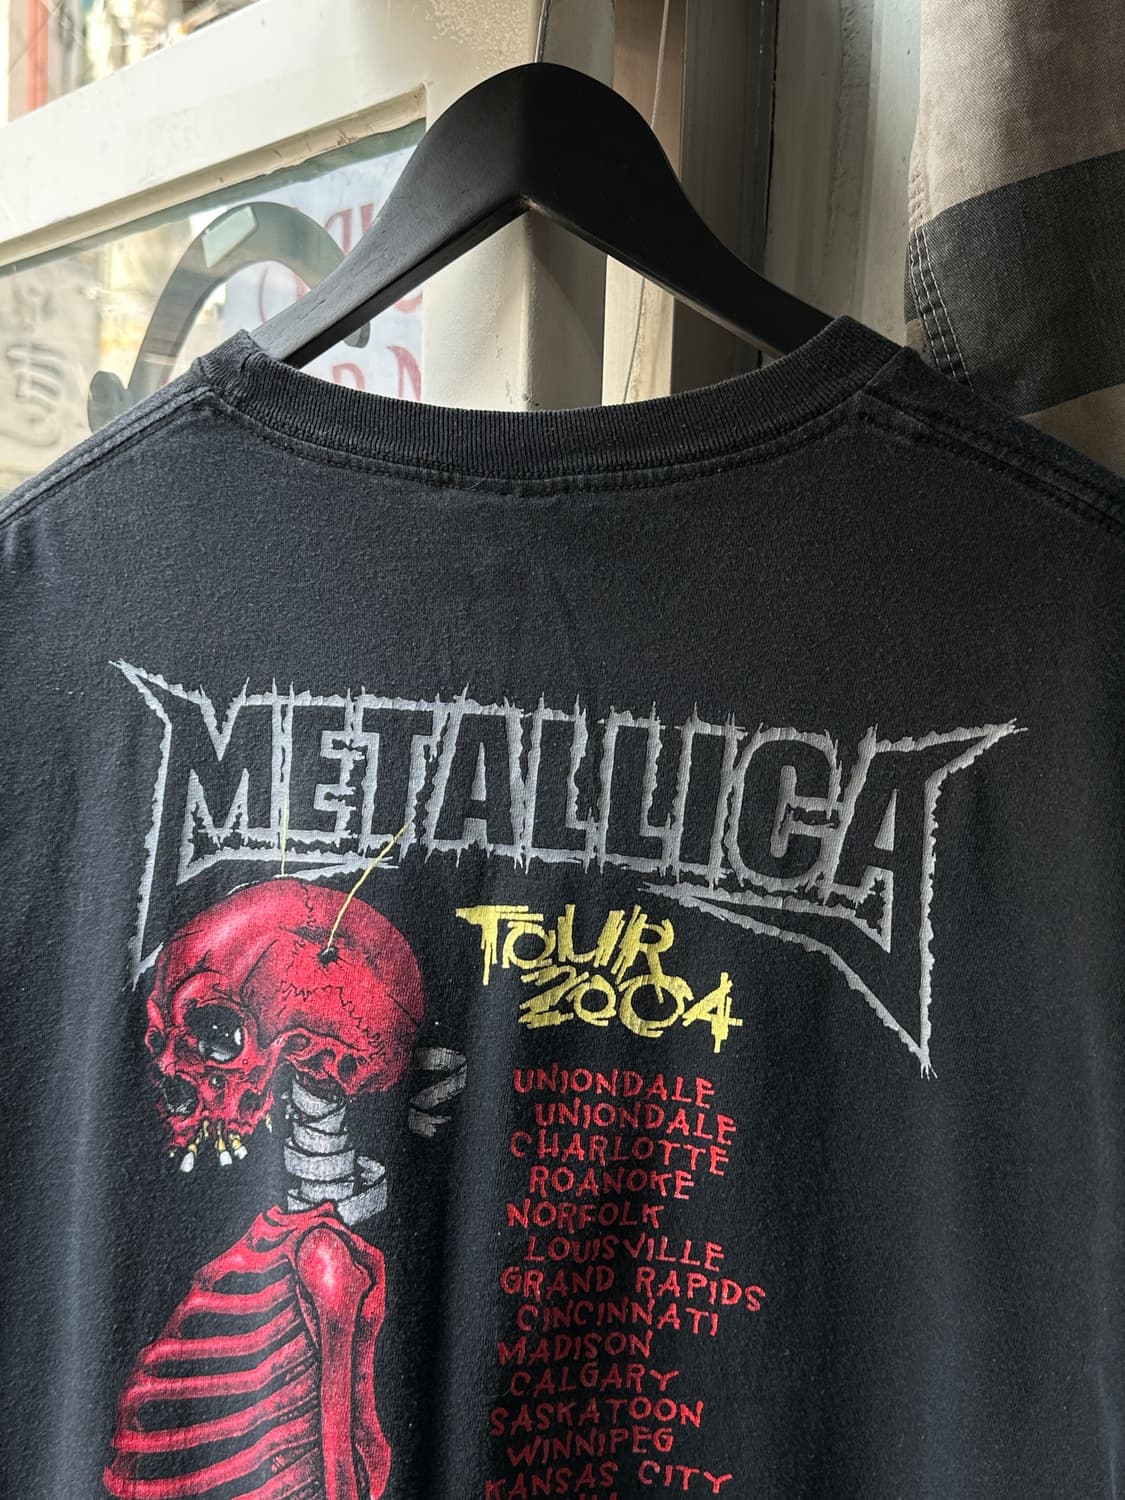 METALLICA
TOUR
2004
UNIONDALE
UNIONDALE
CHARLOTTE
ROANOKE
NORFOLK
LOUISVILLE
GRAND RAPIDS
CINCINNATI
MADISON
CALGARY
SASKATOON
WINNIPEG
KANSAS CITY